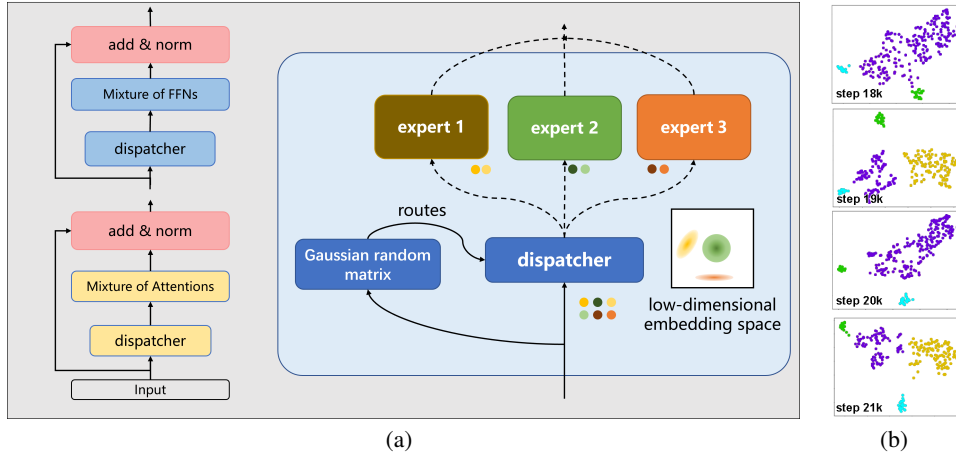 add & norm
Mixture of FFNs
dispatcher
add & norm
Mixture of Attentions
dispatcher
Input
expert 1
expert 2
expert 3
routes
Gaussian random
matrix
dispatcher
low-dimensional
embedding space
(a)
step 18k
step 19k
step 20k
step 21k
(b)